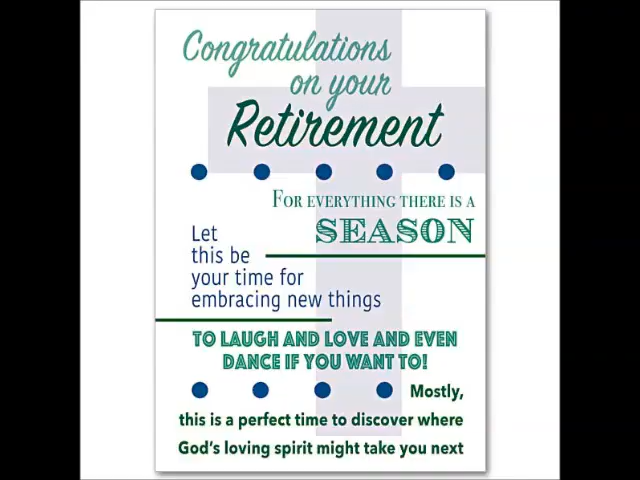 Congratulations
on your
Retirement
FOR EVERYTHING THERE IS A
SEASON
Let
this be
your time for
embracing new things
TO LAUGH AND LOVE AND EVEN
DANCE IF YOU WANT TO!
Mostly,
this is a perfect time to discover where
God's loving spirit might take you next